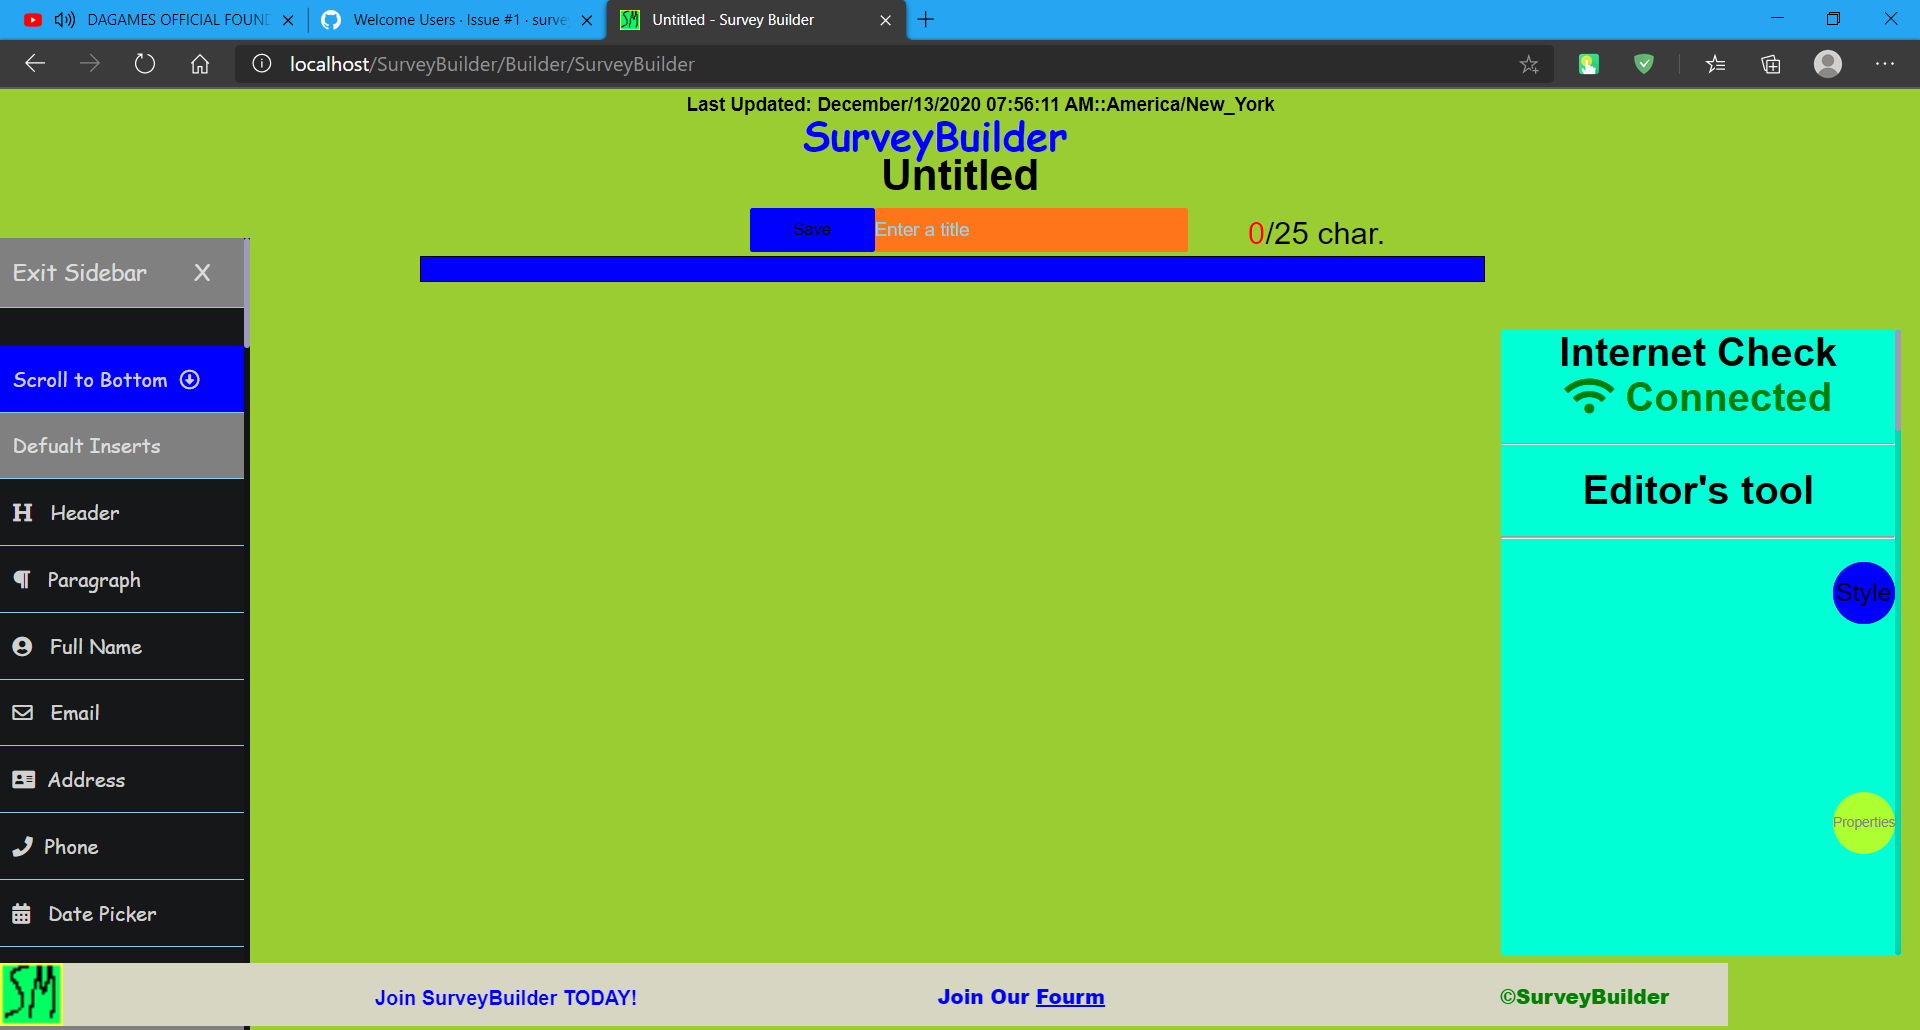 DAGAMES OFFICIAL FOUND
Welcome Users · Issue #1 · surve
Untitled - Survey Builder
localhost/SurveyBuilder/Builder/SurveyBuilder
Last Updated: December/13/2020 07:56:11 AM::America/New_York
SurveyBuilder
Untitled
Save
Enter a title
0/25 char.
Exit Sidebar X
Scroll to Bottom
Defualt Inserts
Header
Paragraph
Full Name
Email
Address
Phone
Date Picker
Internet Check
Connected
Editor's tool
Style
Properties
SM
Join SurveyBuilder TODAY!
Join Our Fourm
©SurveyBuilder